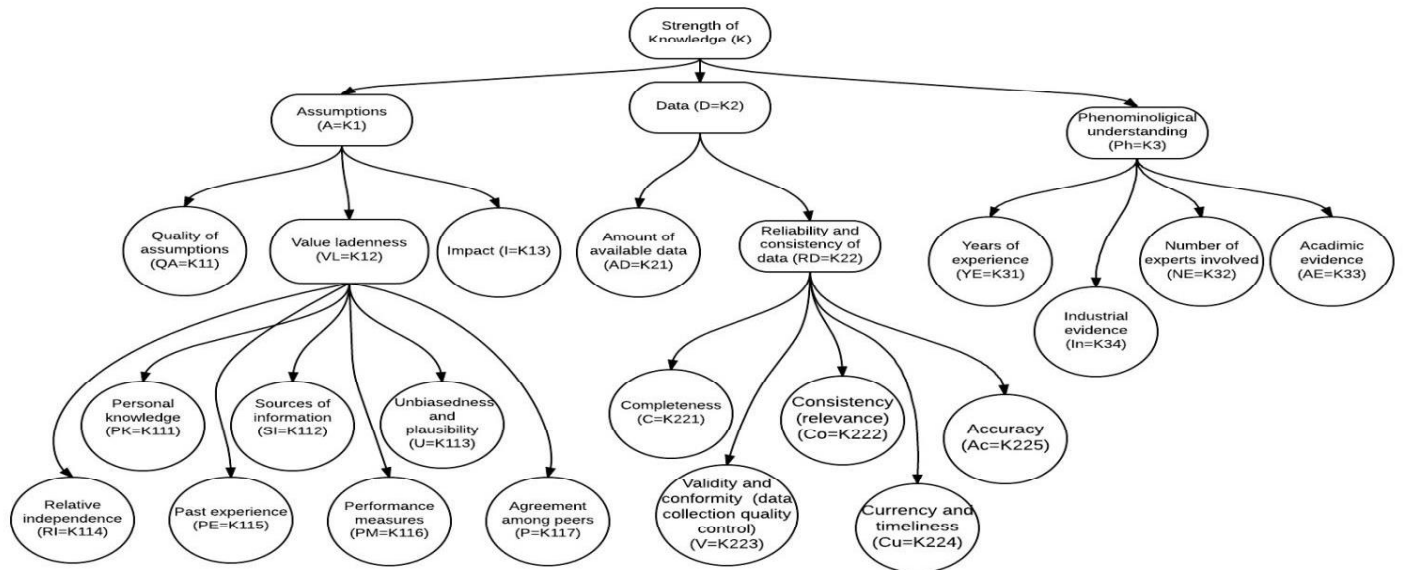 Strength of
Knowledge (K)
Assumptions
(A=K1)
Data (D=K2)
Phenominoligical
understanding
(Ph=K3)
Quality of
assumptions
(QA=K11)
Value ladenness
(VL=K12)
Impact (I=K13)
Amount of
available data
(AD=K21)
Reliability and
consistency of
data (RD=K22)
Years of
experience
(YE=K31)
Number of
experts involved
(NE=K32)
Acadimic
evidence
(AE=K33)
Industrial
evidence
(In=K34)
Personal
knowledge
(PK=K111)
Sources of
information
(SI=K112)
Unbiasedness
and
plausibility
(U=K113)
Completeness
(C=K221)
Consistency
(relevance)
(Co=K222)
Accuracy
(Ac=K225)
Relative
independence
(RI=K114)
Past experience
(PE=K115)
Performance
measures
(PM=K116)
Agreement
among peers
(P=K117)
Validity and
conformity (data
collection quality
control)
(V=K223)
Currency and
timeliness
(Cu=K224)